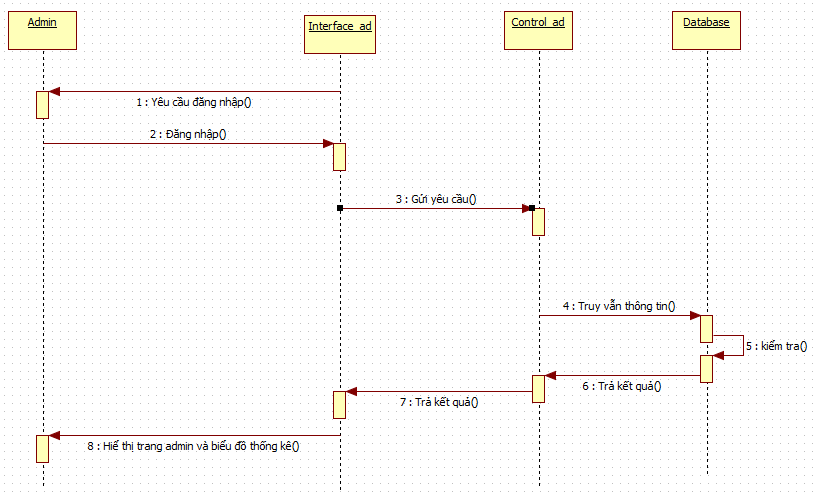 Admin
Interface_ad
Control_ad
Database
1 : Yêu cầu đăng nhập()
2 : Đăng nhập()
3 : Gửi yêu cầu()
4 : Truy vẫn thông tin()
5 : kiểm tra()
6 : Trả kết quả()
7 : Trả kết quả()
8 : Hiể thị trang admin và biểu đồ thống kê()